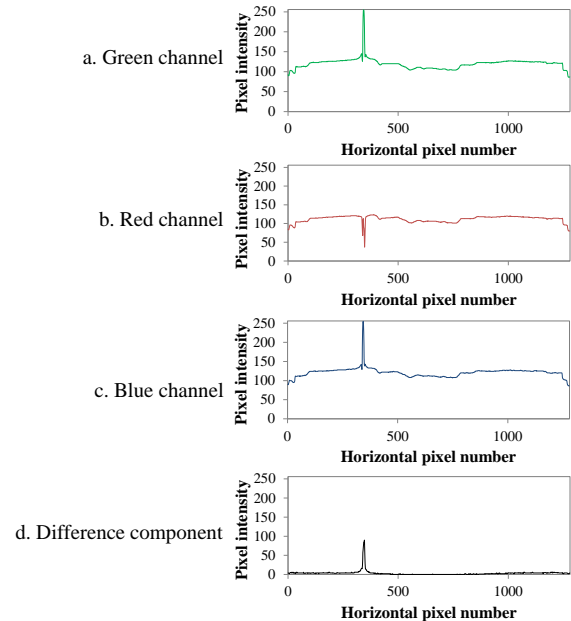 a. Green channel
Pixel intensity
250
200
150
100
50
0
0 500 1000
Horizontal pixel number
b. Red channel
Pixel intensity
250
200
150
100
50
0
0 500 1000
Horizontal pixel number
c. Blue channel
Pixel intensity
250
200
150
100
50
0
0 500 1000
Horizontal pixel number
d. Difference component
Pixel intensity
250
200
150
100
50
0
0 500 1000
Horizontal pixel number